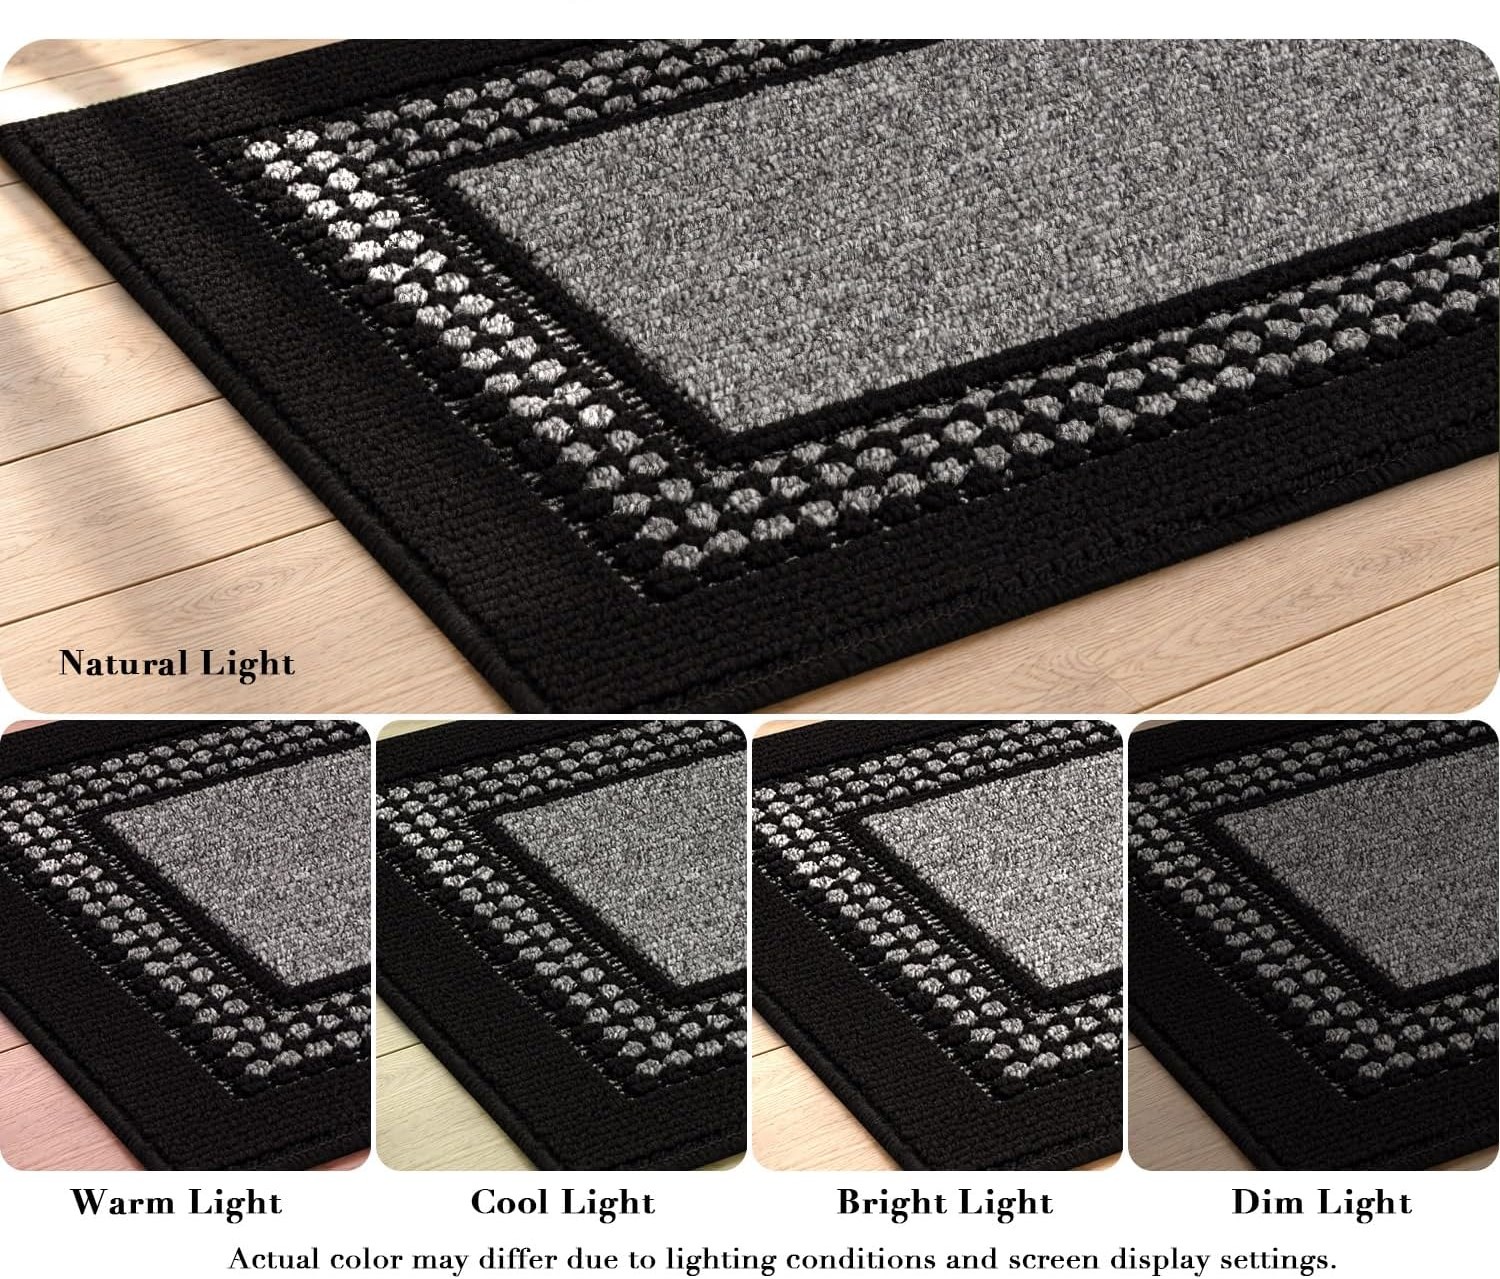 Natural Light
Warm Light
Cool Light
Bright Light
Dim Light
Actual color may differ due to lighting conditions and screen display settings.